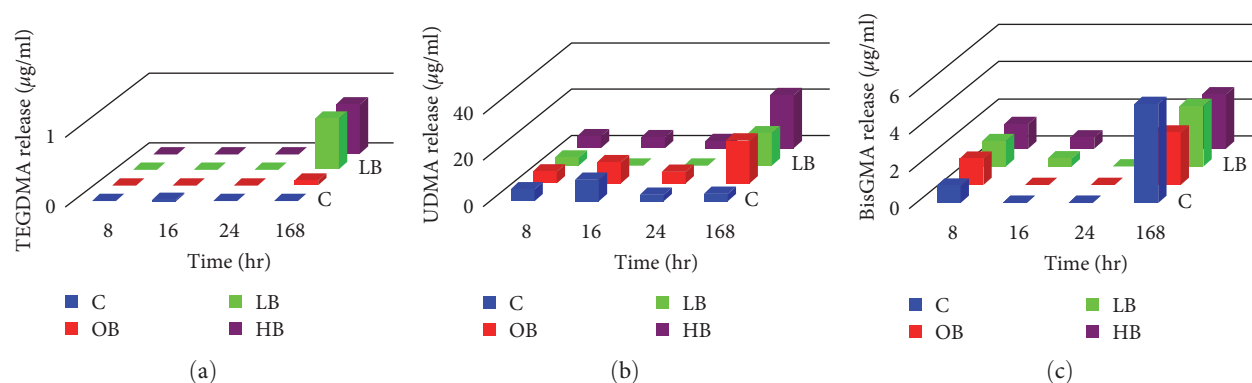 TEGDMA release (µg/ml)
1
0
8 16 24 168
Time (hr)
LB
C
C LB
OB HB
(a)
UDMA release (µg/ml)
40
20
0
8 16 24 168
Time (hr)
LB
C
C LB
OB HB
(b)
BisGMA release (µg/ml)
6
4
2
0
8 16 24 168
Time (hr)
LB
C
C LB
OB HB
(c)